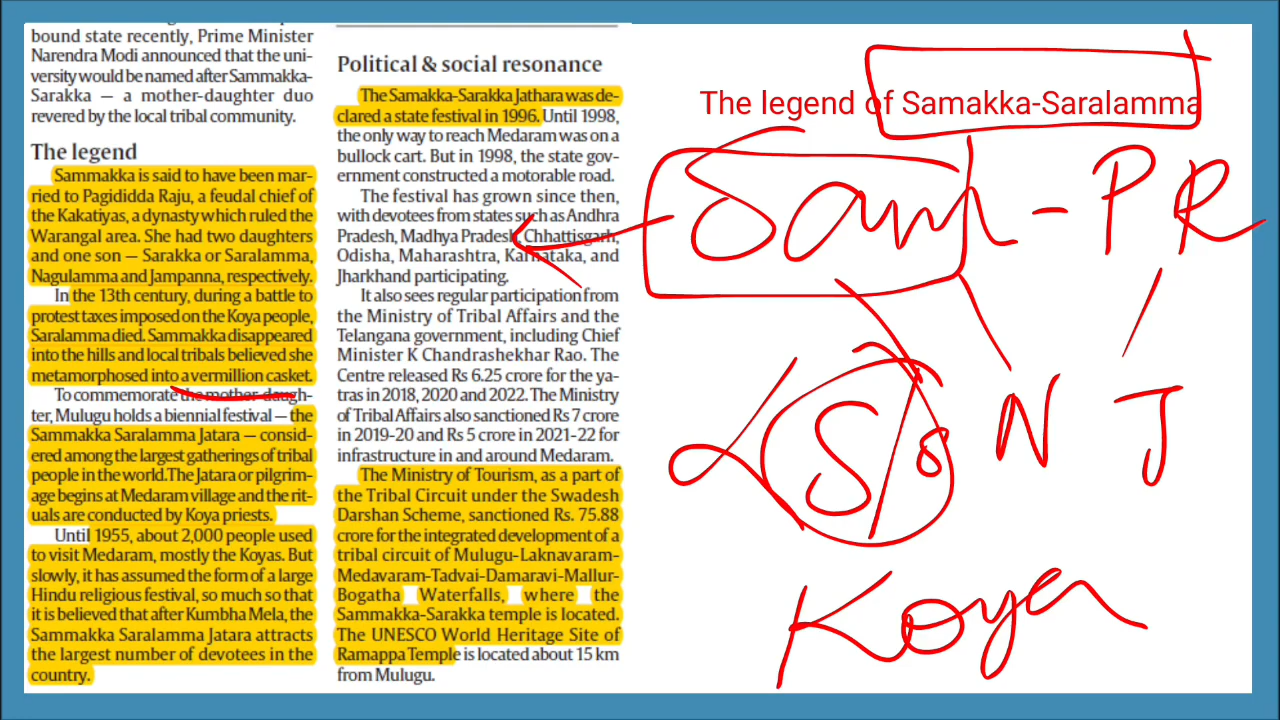 bound state recently, Prime Minister
Narendra Modi announced that the uni-
versity would be named after Sammakka-
Sarakka — a mother-daughter duo
revered by the local tribal community.
The legend
Sammakka is said to have been mar-
ried to Pagididda Raju, a feudal chief of
the Kakatiyas, a dynasty which ruled the
Warangal area. She had two daughters
and one son — Sarakka or Saralamma,
Nagulamma and Jampanna, respectively.
In the 13th century, during a battle to
protest taxes imposed on the Koya people,
Saralamma died. Sammakka disappeared
into the hills and local tribals believed she
metamorphosed into a vermillion casket.
To commemorate the mother-daugh-
ter, Mulugu holds a biennial festival — the
Sammakka Saralamma Jatara — consid-
ered among the largest gatherings of tribal
people in the world.The Jatara or pilgrim-
age begins at Medaram village and the rit-
uals are conducted by Koya priests.
Until 1955, about 2,000 people used
to visit Medaram, mostly the Koyas. But
slowly, it has assumed the form of a large
Hindu religious festival, so much so that
it is believed that after Kumbha Mela, the
Sammakka Saralamma Jatara attracts
the largest number of devotees in the
country.
Political & social resonance
The Samakka-Sarakka Jathara was de-
clared a state festival in 1996. Until 1998,
the only way to reach Medaram was on a
bullock cart. But in 1998, the state gov-
ernment constructed a motorable road.
The festival has grown since then,
with devotees from states such as Andhra
Pradesh, Madhya Pradesh, Chhattisgarh,
Odisha, Maharashtra, Karnataka, and
Jharkhand participating.
It also sees regular participation from
the Ministry of Tribal Affairs and the
Telangana government, including Chief
Minister K Chandrashekhar Rao. The
Centre released Rs 6.25 crore for the ya-
tras in 2018, 2020 and 2022. The Ministry
of Tribal Affairs also sanctioned Rs 7 crore
in 2019-20 and Rs 5 crore in 2021-22 for
infrastructure in and around Medaram.
The Ministry of Tourism, as a part of
the Tribal Circuit under the Swadesh
Darshan Scheme, sanctioned Rs. 75.88
crore for the integrated development of a
tribal circuit of Mulugu-Laknavaram-
Medavaram-Tadvai-Damaravi-Mallur-
Bogatha Waterfalls, where the
Sammakka-Sarakka temple is located.
The UNESCO World Heritage Site of
Ramappa Temple is located about 15 km
from Mulugu.
The legend of Samakka-Saralamma
Sam - PR
S/s N J
Koya